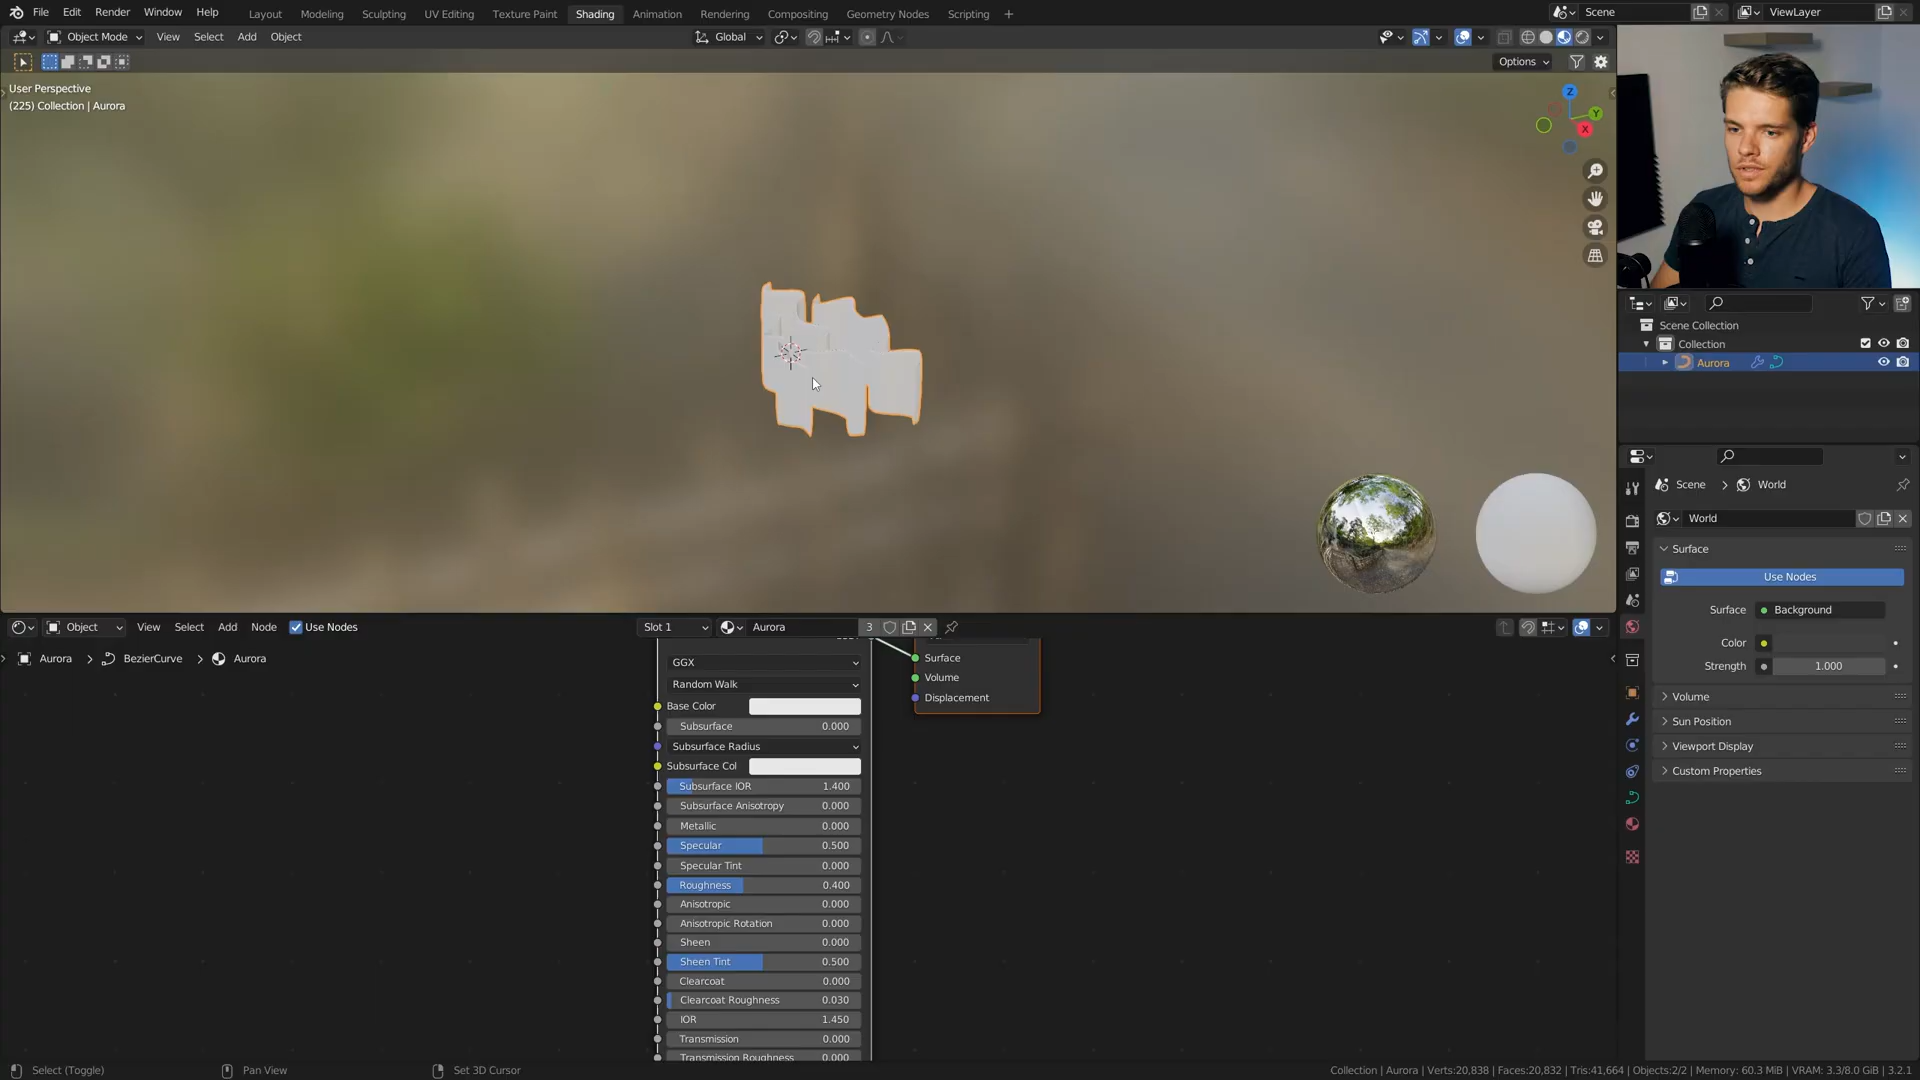 File Edit Render Window Help Layout Modeling Sculpting UV Editing Texture Paint Shading Animation Rendering Compositing Geometry Nodes Scripting + Scene ViewLayer
Object Mode View Select Add Object Global
Options
User Perspective
(225) Collection | Aurora
Z
Y
X
Scene Collection
Collection
Aurora
Scene > World
World
Surface
Use Nodes
Surface Background
Color
Strength 1.000
Volume
Sun Position
Viewport Display
Custom Properties
Object View Select Add Node Use Nodes Slot 1 Aurora 3
Aurora > BezierCurve > Aurora
Surface
Volume
Displacement
GGX
Random Walk
Base Color
Subsurface 0.000
Subsurface Radius
Subsurface Col
Subsurface IOR 1.400
Subsurface Anisotropy 0.000
Metallic 0.000
Specular 0.500
Specular Tint 0.000
Roughness 0.400
Anisotropic 0.000
Anisotropic Rotation 0.000
Sheen 0.000
Sheen Tint 0.500
Clearcoat 0.000
Clearcoat Roughness 0.030
IOR 1.450
Transmission 0.000
Transmission Roughness 0.000
Select (Toggle) Pan View Set 3D Cursor Collection | Aurora | Verts:20,838 | Faces:20,832 | Tris:41,664 | Objects:2/2 | Memory: 60.3 MiB | VRAM: 3.3/8.0 GiB | 3.2.1